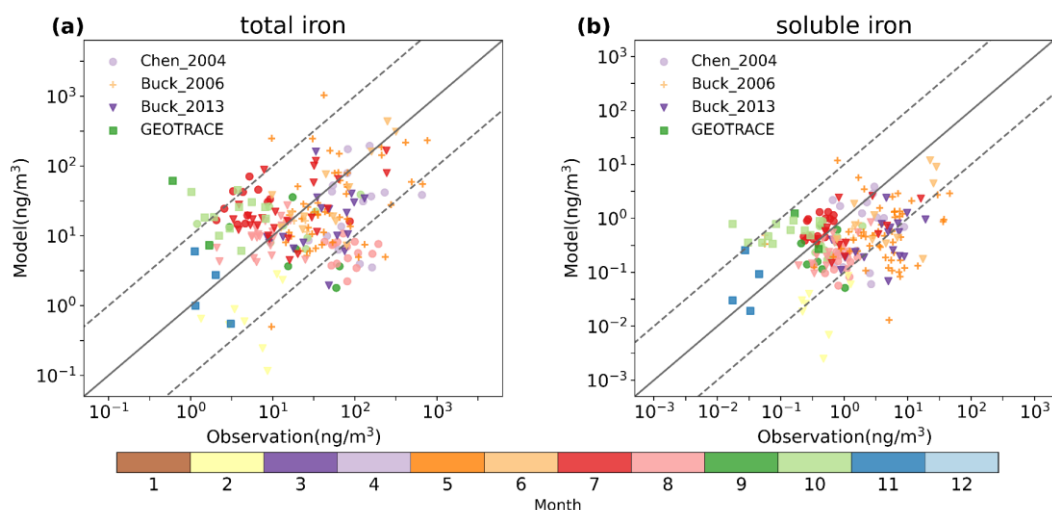 (a) total iron
10³
10²
10¹
10⁰
10⁻¹
Model(ng/m³)
Chen_2004
Buck_2006
Buck_2013
GEOTRACE
10⁻¹ 10⁰ 10¹ 10² 10³
Observation(ng/m³)
(b) soluble iron
10³
10²
10¹
10⁰
10⁻¹
10⁻²
10⁻³
Model(ng/m³)
Chen_2004
Buck_2006
Buck_2013
GEOTRACE
10⁻³ 10⁻² 10⁻¹ 10⁰ 10¹ 10² 10³
Observation(ng/m³)
1 2 3 4 5 6 7 8 9 10 11 12
Month